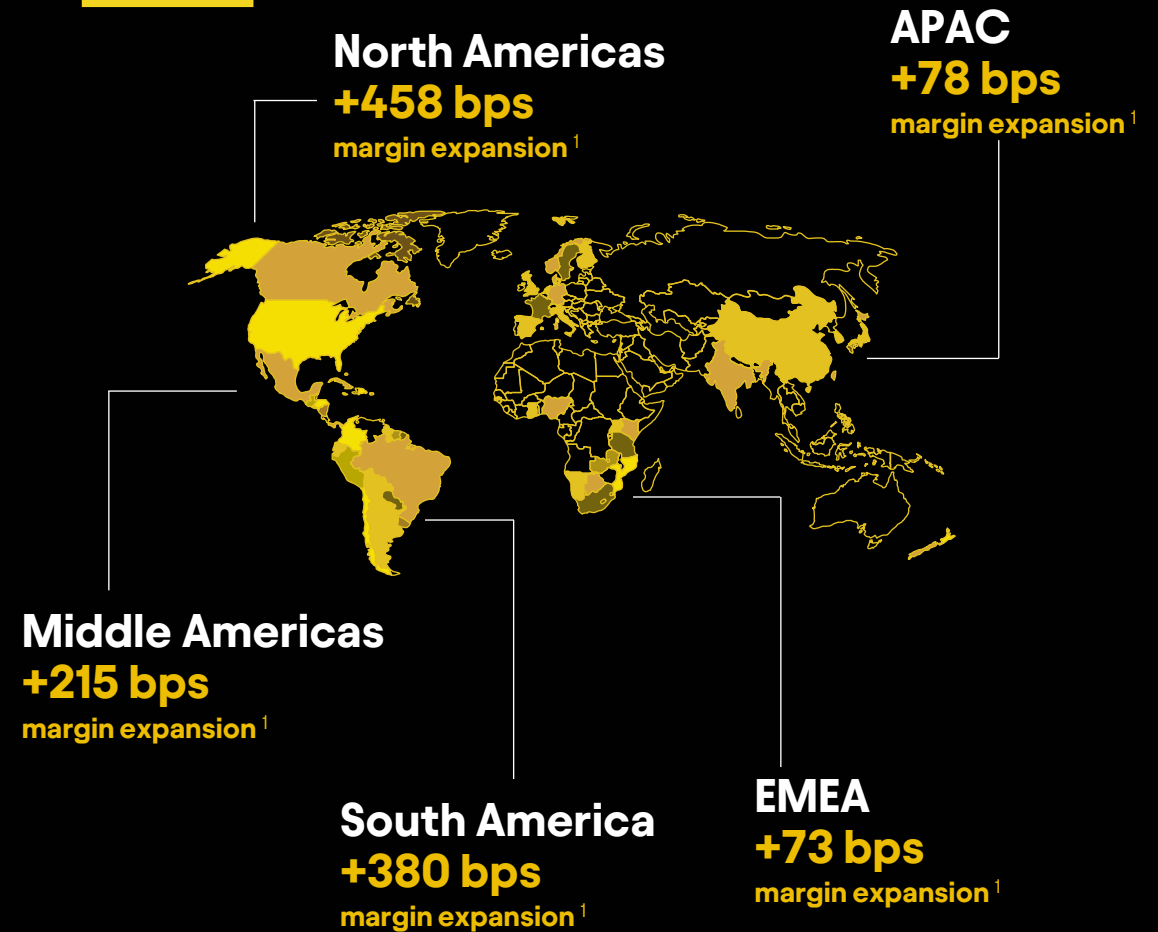 North Americas
+458 bps
margin expansion 1
APAC
+78 bps
margin expansion 1
Middle Americas
+215 bps
margin expansion 1
South America
+380 bps
margin expansion 1
EMEA
+73 bps
margin expansion 1